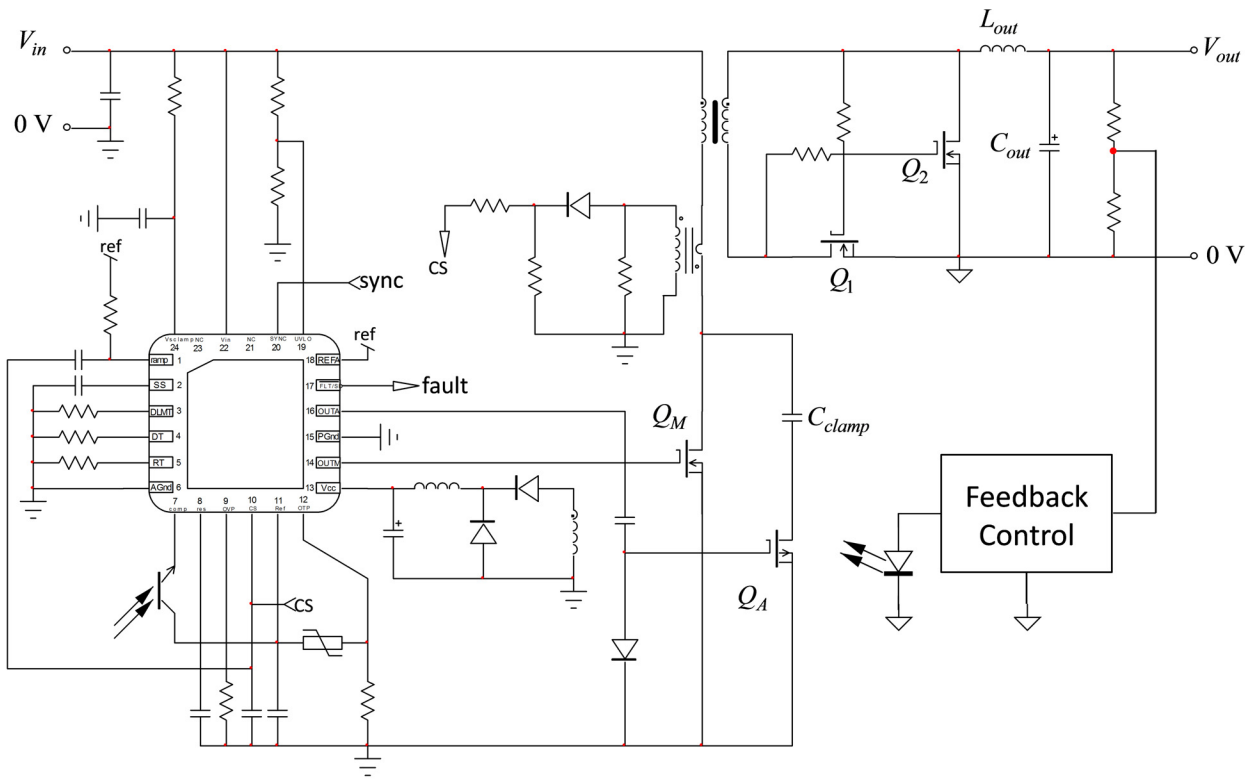 V_in
L_out
V_out
0 V
C_out
Q_2
ref
CS
0 V
Q_1
sync
Vsclamp NC Vin NC SYNC UVLO
24 23 22 21 20 19
ref
ramp 1
18 REFA
SS 2
17 FLT/SD
fault
DLMT 3
16 OUTA
Q_M
C_clamp
DT 4
15 PGnd
RT 5
14 OUTM
AGnd 6
13 Vcc
7 8 9 10 11 12
comp res OVP CS Ref OTP
Feedback
Control
CS
Q_A